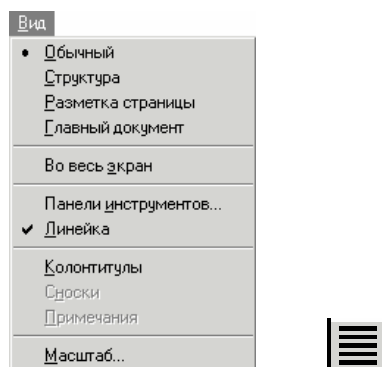 Вид
Обычный
Структура
Разметка страницы
Главный документ
Во весь экран
Панели инструментов...
Линейка
Колонтитулы
Сноски
Примечания
Масштаб...